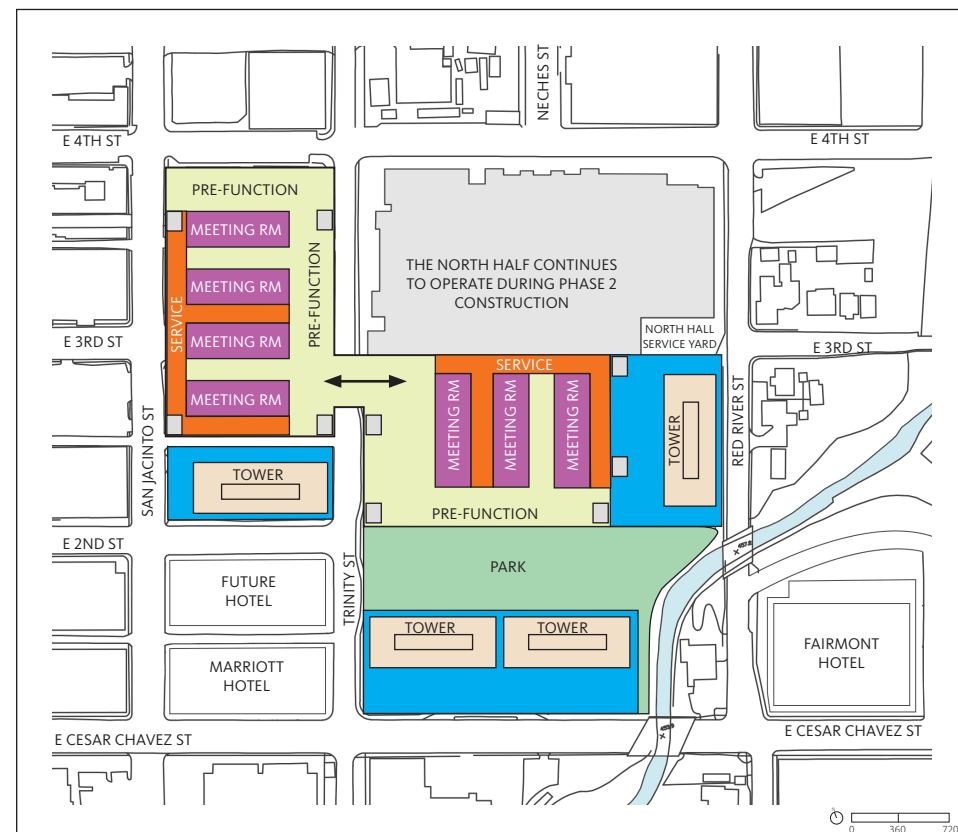 NECHES ST
E 4TH ST
E 4TH ST
PRE-FUNCTION
MEETING RM
MEETING RM
MEETING RM
MEETING RM
SERVICE
PRE-FUNCTION
THE NORTH HALF CONTINUES
TO OPERATE DURING PHASE 2
CONSTRUCTION
NORTH HALL
SERVICE YARD
E 3RD ST
E 3RD ST
SERVICE
MEETING RM
MEETING RM
MEETING RM
TOWER
RED RIVER ST
SAN JACINTO ST
TOWER
PRE-FUNCTION
E 2ND ST
PARK
TRINITY ST
FUTURE
HOTEL
TOWER
TOWER
MARRIOTT
HOTEL
FAIRMONT
HOTEL
E CESAR CHAVEZ ST
E CESAR CHAVEZ ST
0 360 720